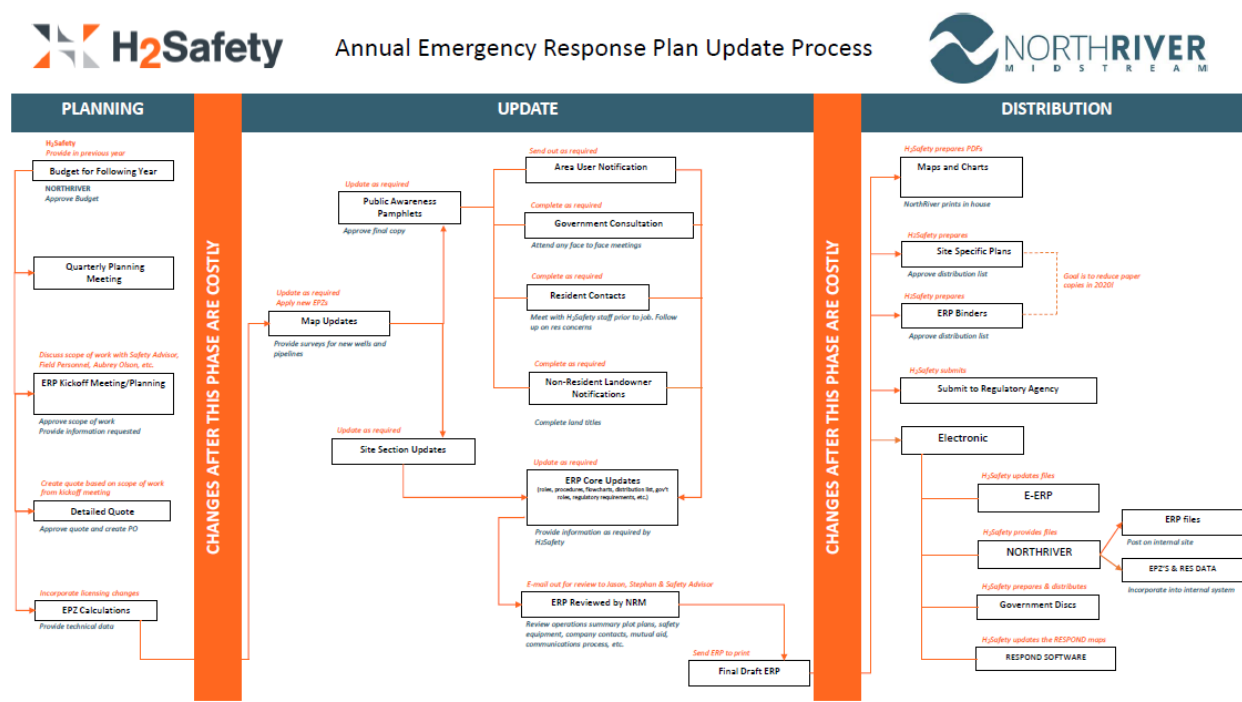 H2Safety
Annual Emergency Response Plan Update Process
NORTHRIVER
MIDSTREAM
PLANNING
UPDATE
DISTRIBUTION
H2Safety
Provide in previous year
Budget for Following Year
NORTHRIVER
Approve Budget
Quarterly Planning
Meeting
Discuss scope of work with Safety Advisor,
Field Personnel, Aubrey Olson, etc.
ERP Kickoff Meeting/Planning
Approve scope of work
Provide information requested
Create quote based on scope of work
from kickoff meeting
Detailed Quote
Approve quote and create PO
Incorporate licensing changes
EPZ Calculations
Provide technical data
CHANGES AFTER THIS PHASE ARE COSTLY
Update as required
Apply new EPZs
Map Updates
Provide surveys for new wells and
pipelines
Update as required
Public Awareness
Pamphlets
Approve final copy
Update as required
Site Section Updates
Send out as required
Area User Notification
Complete as required
Government Consultation
Attend any face to face meetings
Complete as required
Resident Contacts
Meet with H2Safety staff prior to job. Follow
up on res concerns
Complete as required
Non-Resident Landowner
Notifications
Complete land titles
Update as required
ERP Core Updates
(roles, procedures, flowcharts, distribution list, gov't
roles, regulatory requirements, etc.)
Provide information as required by
H2Safety
E-mail out for review to Jason, Stephan & Safety Advisor
ERP Reviewed by NRM
Review operations summary plot plans, safety
equipment, company contacts, mutual aid,
communications process, etc.
Send ERP to print
Final Draft ERP
CHANGES AFTER THIS PHASE ARE COSTLY
H2Safety prepares PDFs
Maps and Charts
NorthRiver prints in house
H2Safety prepares
Site Specific Plans
Approve distribution list
Goal is to reduce paper
copies in 2020!
H2Safety prepares
ERP Binders
Approve distribution list
H2Safety submits
Submit to Regulatory Agency
Electronic
H2Safety updates files
E-ERP
H2Safety provides files
NORTHRIVER
ERP files
Post on internal site
EPZ'S & RES DATA
Incorporate into internal system
H2Safety prepares & distributes
Government Discs
H2Safety updates the RESPOND maps
RESPOND SOFTWARE